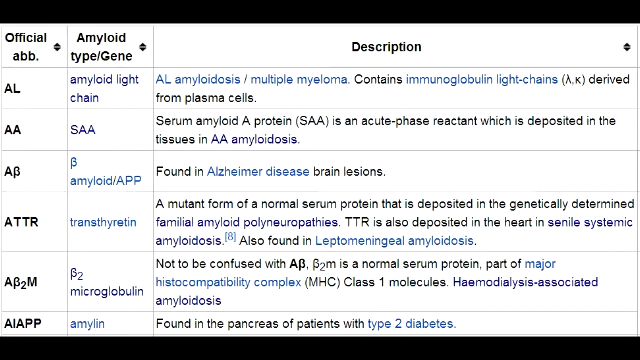 Official abb. Amyloid type/Gene Description
AL amyloid light chain AL amyloidosis / multiple myeloma. Contains immunoglobulin light-chains (λ,κ) derived
from plasma cells.
AA SAA Serum amyloid A protein (SAA) is an acute-phase reactant which is deposited in the
tissues in AA amyloidosis.
Aβ β amyloid/APP Found in Alzheimer disease brain lesions.
ATTR transthyretin A mutant form of a normal serum protein that is deposited in the genetically determined
familial amyloid polyneuropathies. TTR is also deposited in the heart in senile systemic
amyloidosis.[8] Also found in Leptomeningeal amyloidosis.
Aβ2M β2 microglobulin Not to be confused with Aβ, β2m is a normal serum protein, part of major
histocompatibility complex (MHC) Class 1 molecules. Haemodialysis-associated
amyloidosis
AIAPP amylin Found in the pancreas of patients with type 2 diabetes.